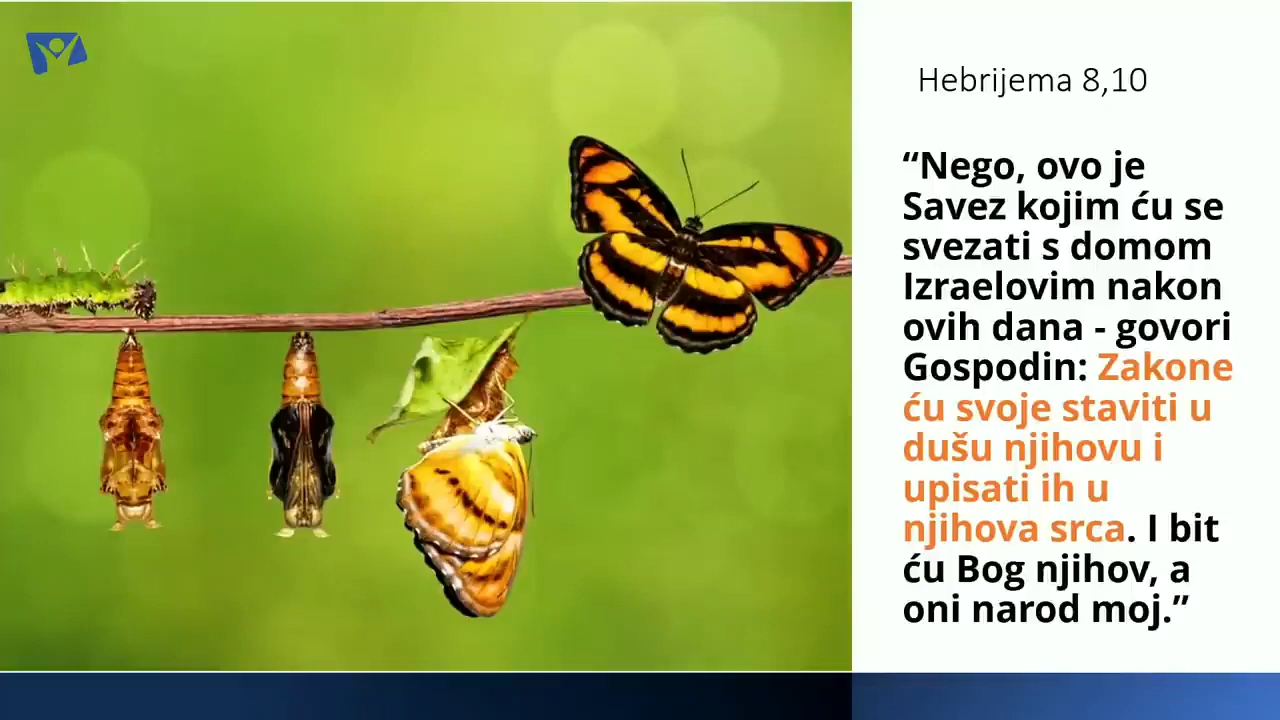 Hebrijema 8,10
“Nego, ovo je
Savez kojim ću se
svezati s domom
Izraelovim nakon
ovih dana - govori
Gospodin: Zakone
ću svoje staviti u
dušu njihovu i
upisati ih u
njihova srca. I bit
ću Bog njihov, a
oni narod moj.”